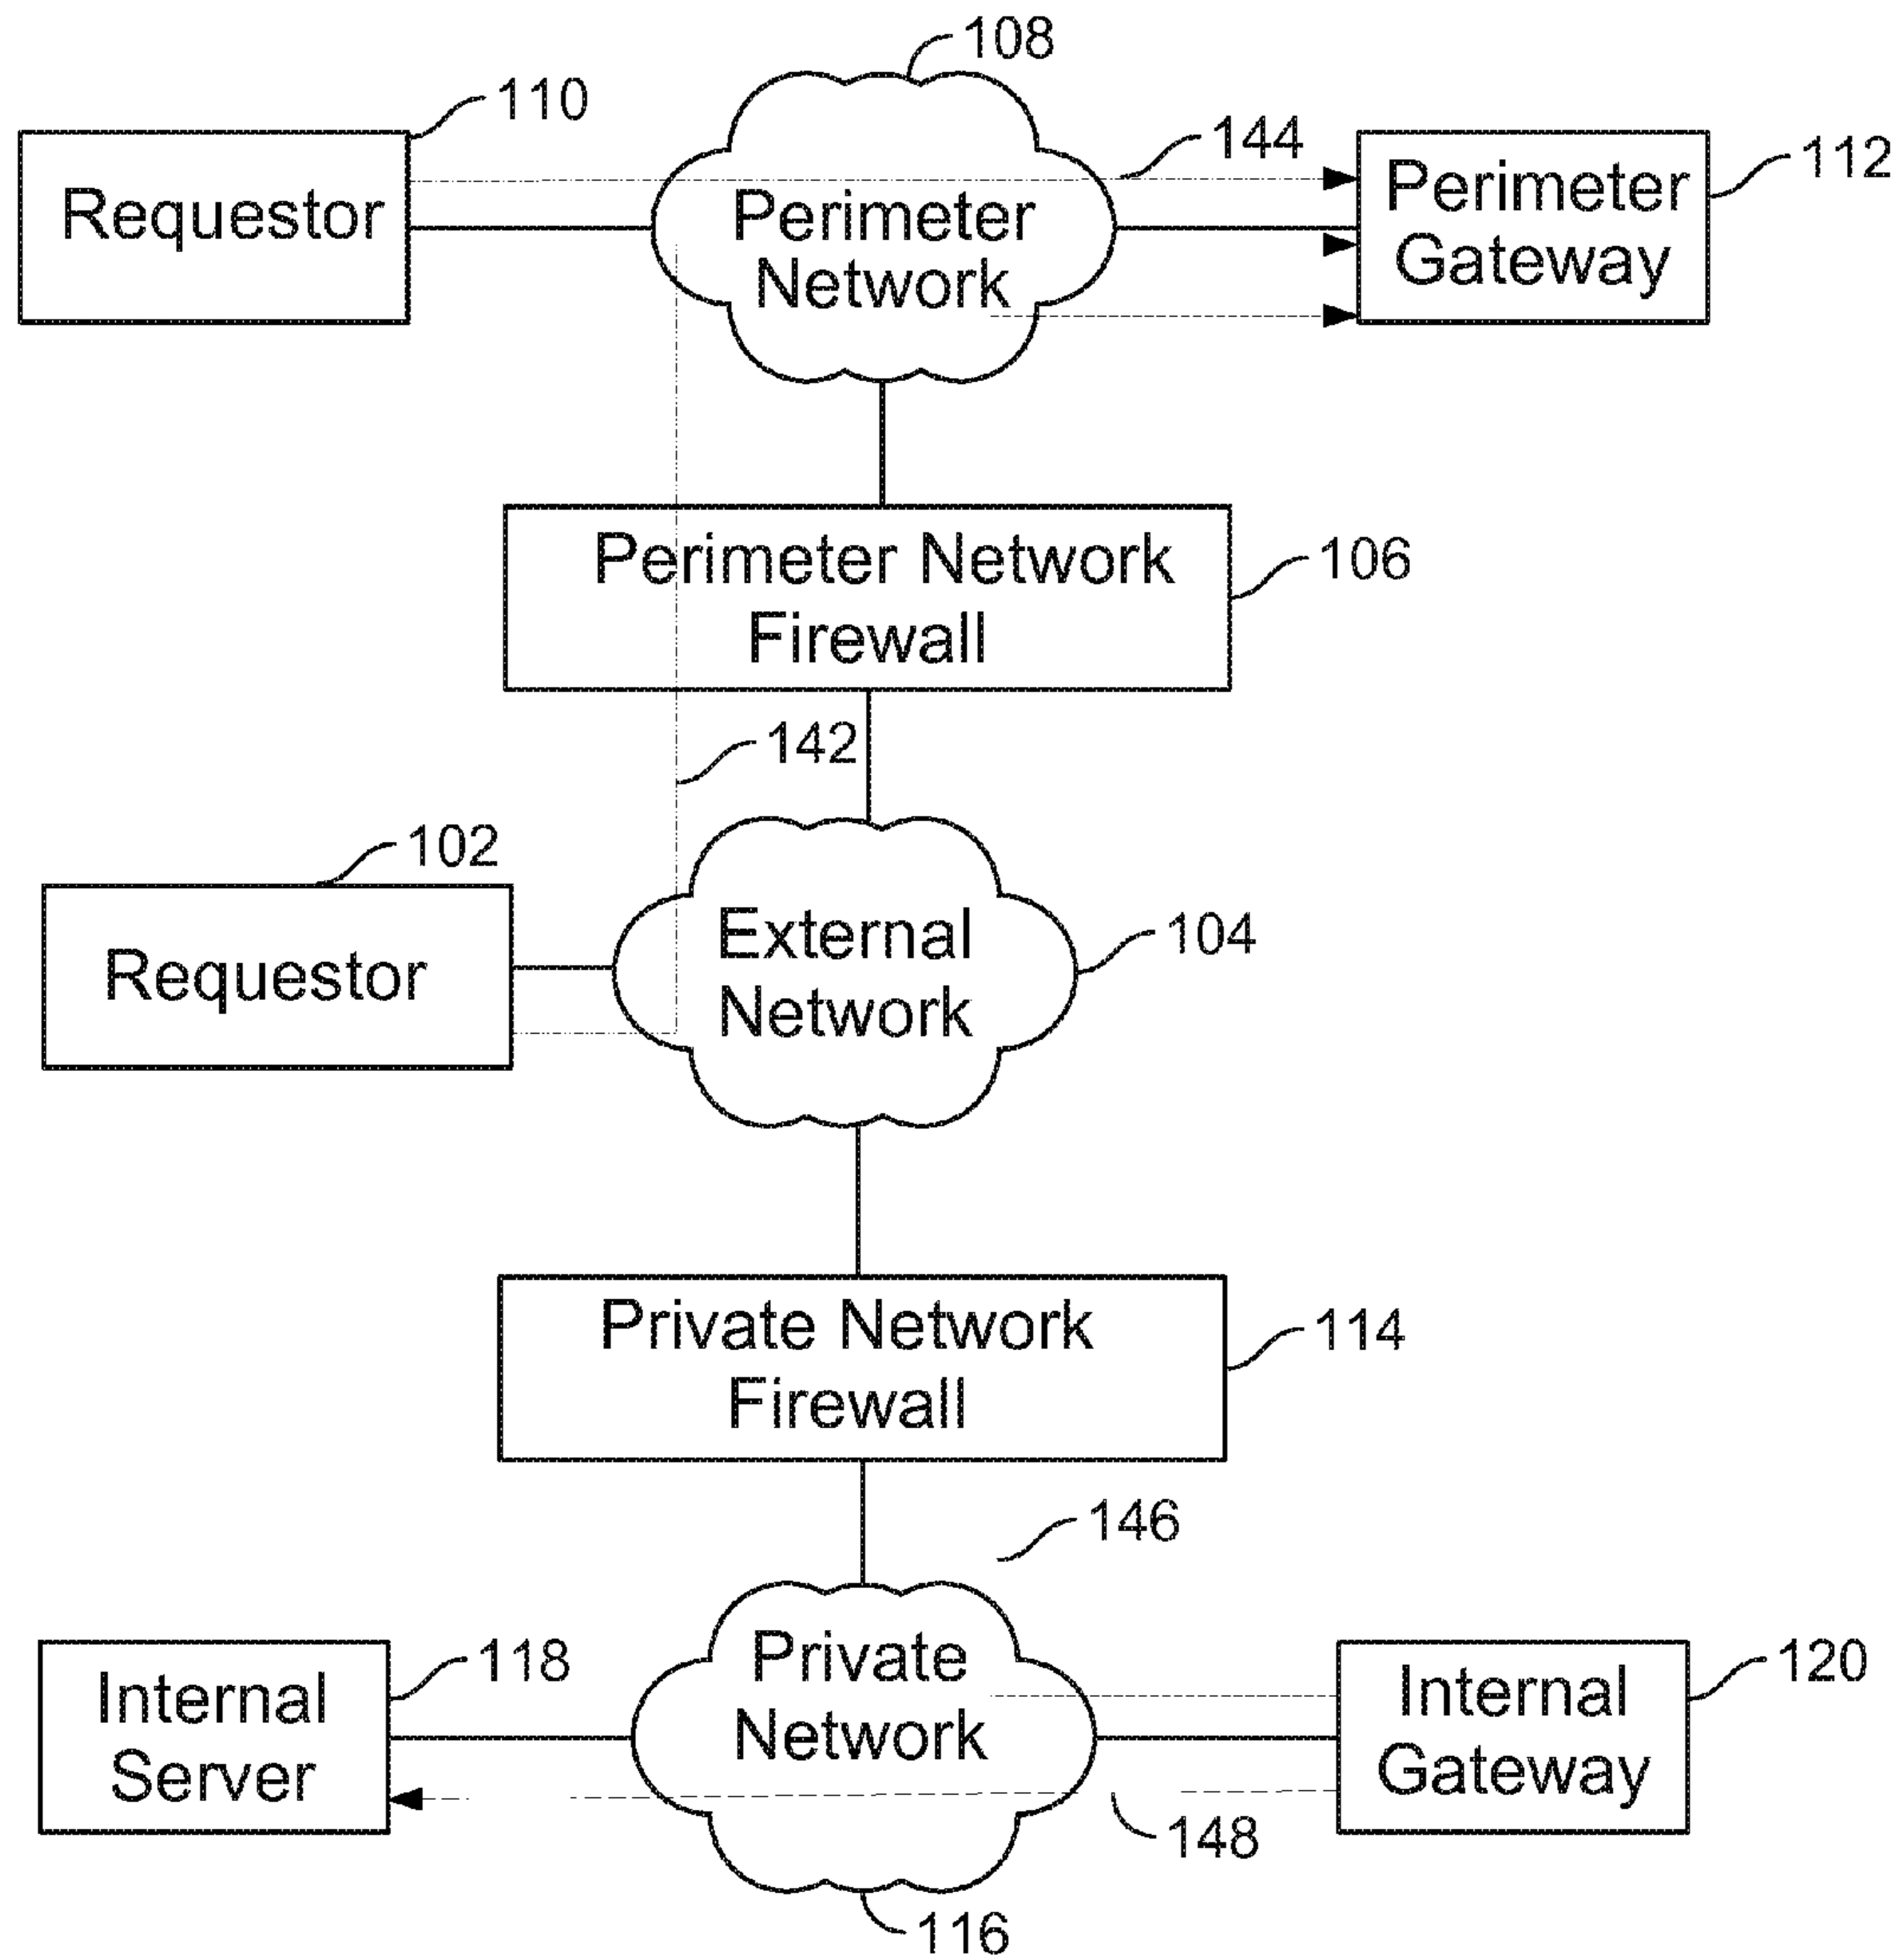 108
110
144
112
Requestor
Perimeter
Network
Perimeter
Gateway
Perimeter Network
Firewall
106
142
102
Requestor
External
Network
104
Private Network
Firewall
114
146
118
Internal
Server
Private
Network
Internal
Gateway
120
148
116